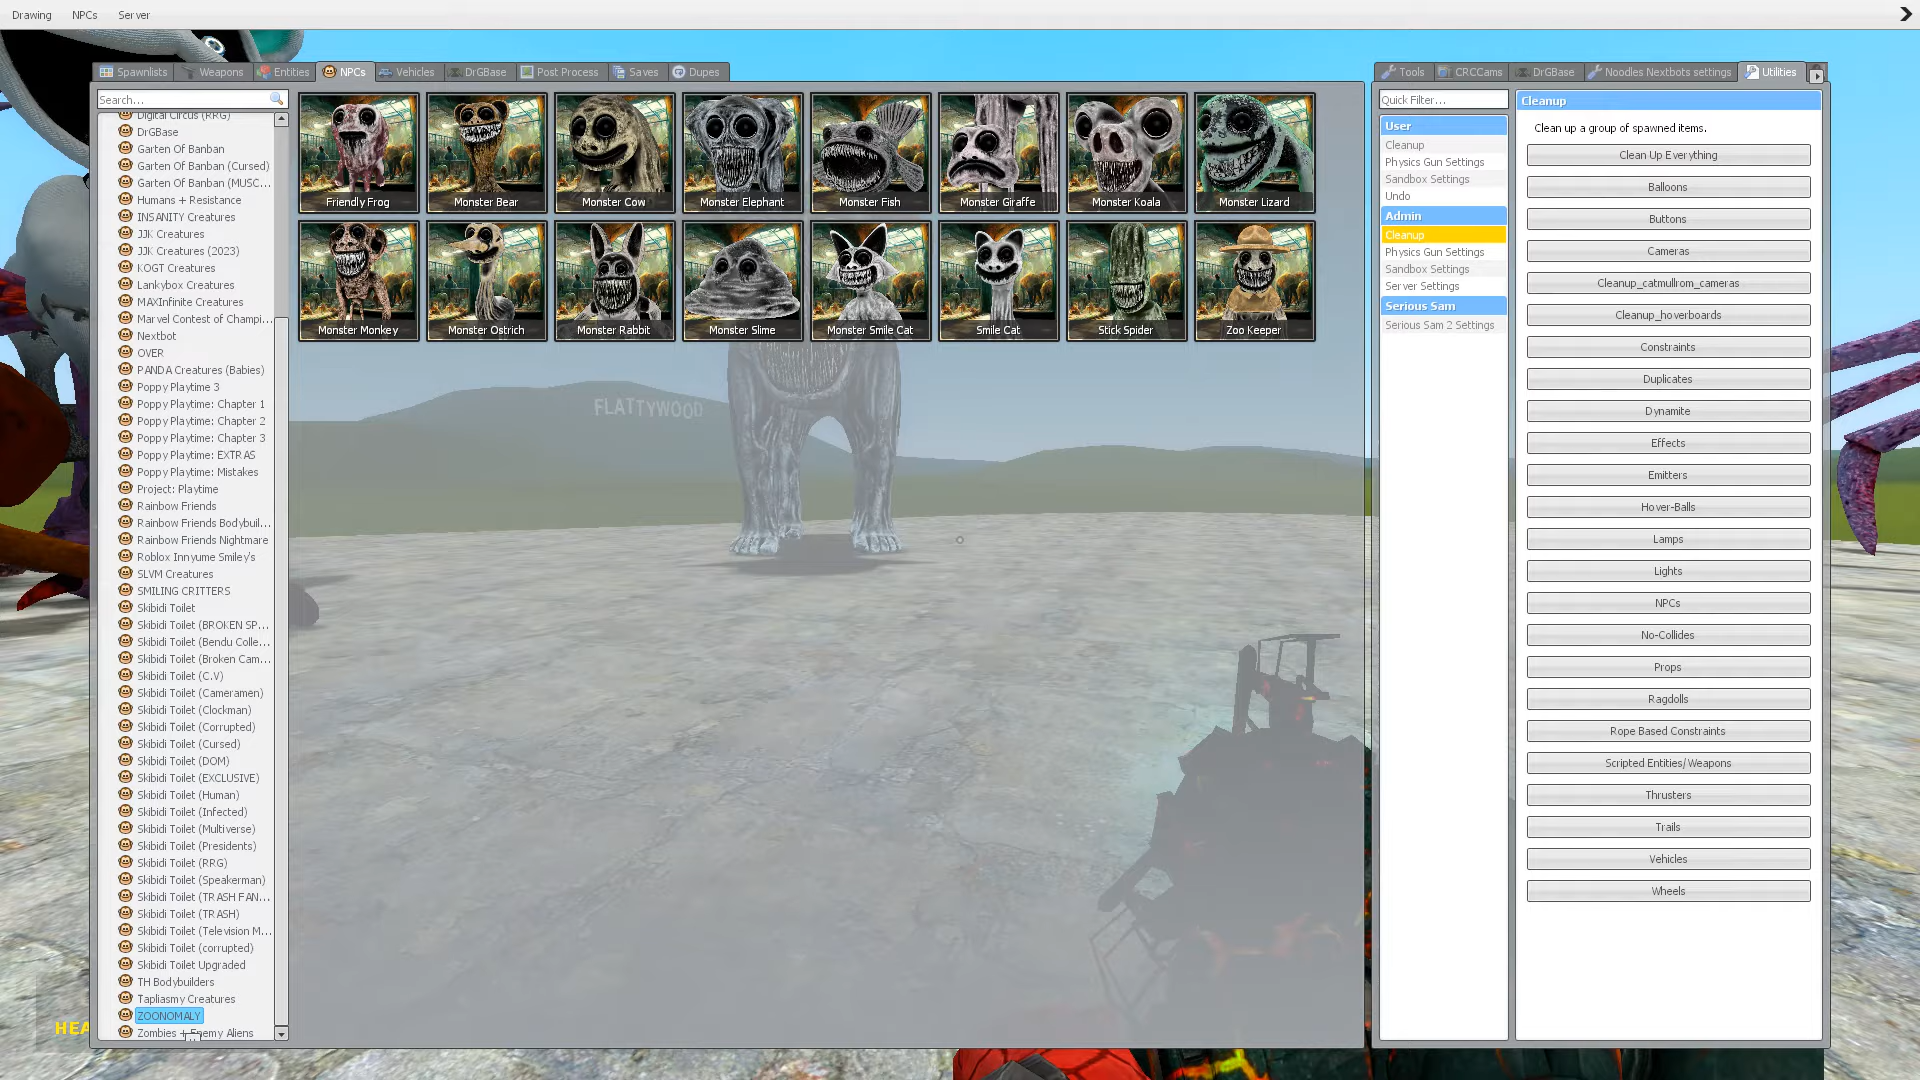 Drawing NPCs Server
Spawnlists Weapons Entities NPCs Vehicles DrGBase Post Process Saves Dupes
Tools CRCCams DrGBase Noodles Nextbots settings Utilities
Search...
Digital Circus (RRG)
DrGBase
Garten Of Banban
Garten Of Banban (Cursed)
Garten Of Banban (MUSC...
Humans + Resistance
INSANITY Creatures
JJK Creatures
JJK Creatures (2023)
KOGT Creatures
Lankybox Creatures
MAXInfinite Creatures
Marvel Contest of Champi...
Nextbot
OVER
PANDA Creatures (Babies)
Poppy Playtime 3
Poppy Playtime: Chapter 1
Poppy Playtime: Chapter 2
Poppy Playtime: Chapter 3
Poppy Playtime: EXTRAS
Poppy Playtime: Mistakes
Project: Playtime
Rainbow Friends
Rainbow Friends Bodybuil...
Rainbow Friends Nightmare
Roblox Innyume Smiley's
SLVM Creatures
SMILING CRITTERS
Skibidi Toilet
Skibidi Toilet (BROKEN SP...
Skibidi Toilet (Bendu Colle...
Skibidi Toilet (Broken Cam...
Skibidi Toilet (C.V)
Skibidi Toilet (Cameramen)
Skibidi Toilet (Clockman)
Skibidi Toilet (Corrupted)
Skibidi Toilet (Cursed)
Skibidi Toilet (DOM)
Skibidi Toilet (EXCLUSIVE)
Skibidi Toilet (Human)
Skibidi Toilet (Infected)
Skibidi Toilet (Multiverse)
Skibidi Toilet (Presidents)
Skibidi Toilet (RRG)
Skibidi Toilet (Speakerman)
Skibidi Toilet (TRASH FAN...
Skibidi Toilet (TRASH)
Skibidi Toilet (Television M...
Skibidi Toilet (corrupted)
Skibidi Toilet Upgraded
TH Bodybuilders
Tapliasmy Creatures
ZOONOMALY
Zombies + Enemy Aliens
HEA
Friendly Frog Monster Bear Monster Cow Monster Elephant Monster Fish Monster Giraffe Monster Koala Monster Lizard
Monster Monkey Monster Ostrich Monster Rabbit Monster Slime Monster Smile Cat Smile Cat Stick Spider Zoo Keeper
FLATTYWOOD
Quick Filter...
User
Cleanup
Physics Gun Settings
Sandbox Settings
Undo
Admin
Cleanup
Physics Gun Settings
Sandbox Settings
Server Settings
Serious Sam
Serious Sam 2 Settings
Cleanup
Clean up a group of spawned items.
Clean Up Everything
Balloons
Buttons
Cameras
Cleanup_catmullrom_cameras
Cleanup_hoverboards
Constraints
Duplicates
Dynamite
Effects
Emitters
Hover-Balls
Lamps
Lights
NPCs
No-Collides
Props
Ragdolls
Rope Based Constraints
Scripted Entities/Weapons
Thrusters
Trails
Vehicles
Wheels